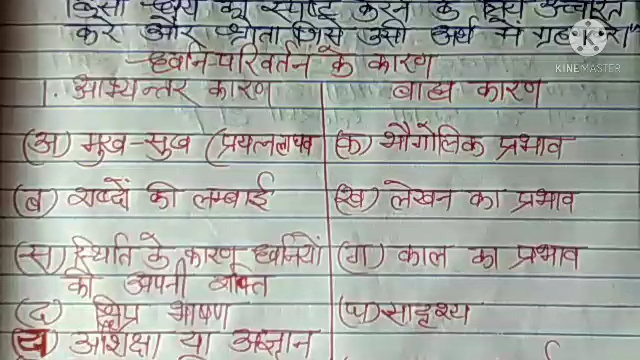 करे और श्रोता जिसे उसी अर्थ में ग्रहण
KINEMASTER
ध्वनि-परिवर्तन के कारण
1. आभ्यन्तर कारण
बाह्य कारण
(अ) मुख-सुख (प्रयत्नलाघव
(क) भौगोलिक प्रभाव
(ब) शब्दों की लम्बाई
(ख) लेखन का प्रभाव
(स) स्थिति के कारण ध्वनियों
की अपनी शक्ति
(ग) काल का प्रभाव
(द) क्षिप्र भाषण
(घ) सादृश्य
(य) अशिक्षा या अज्ञान